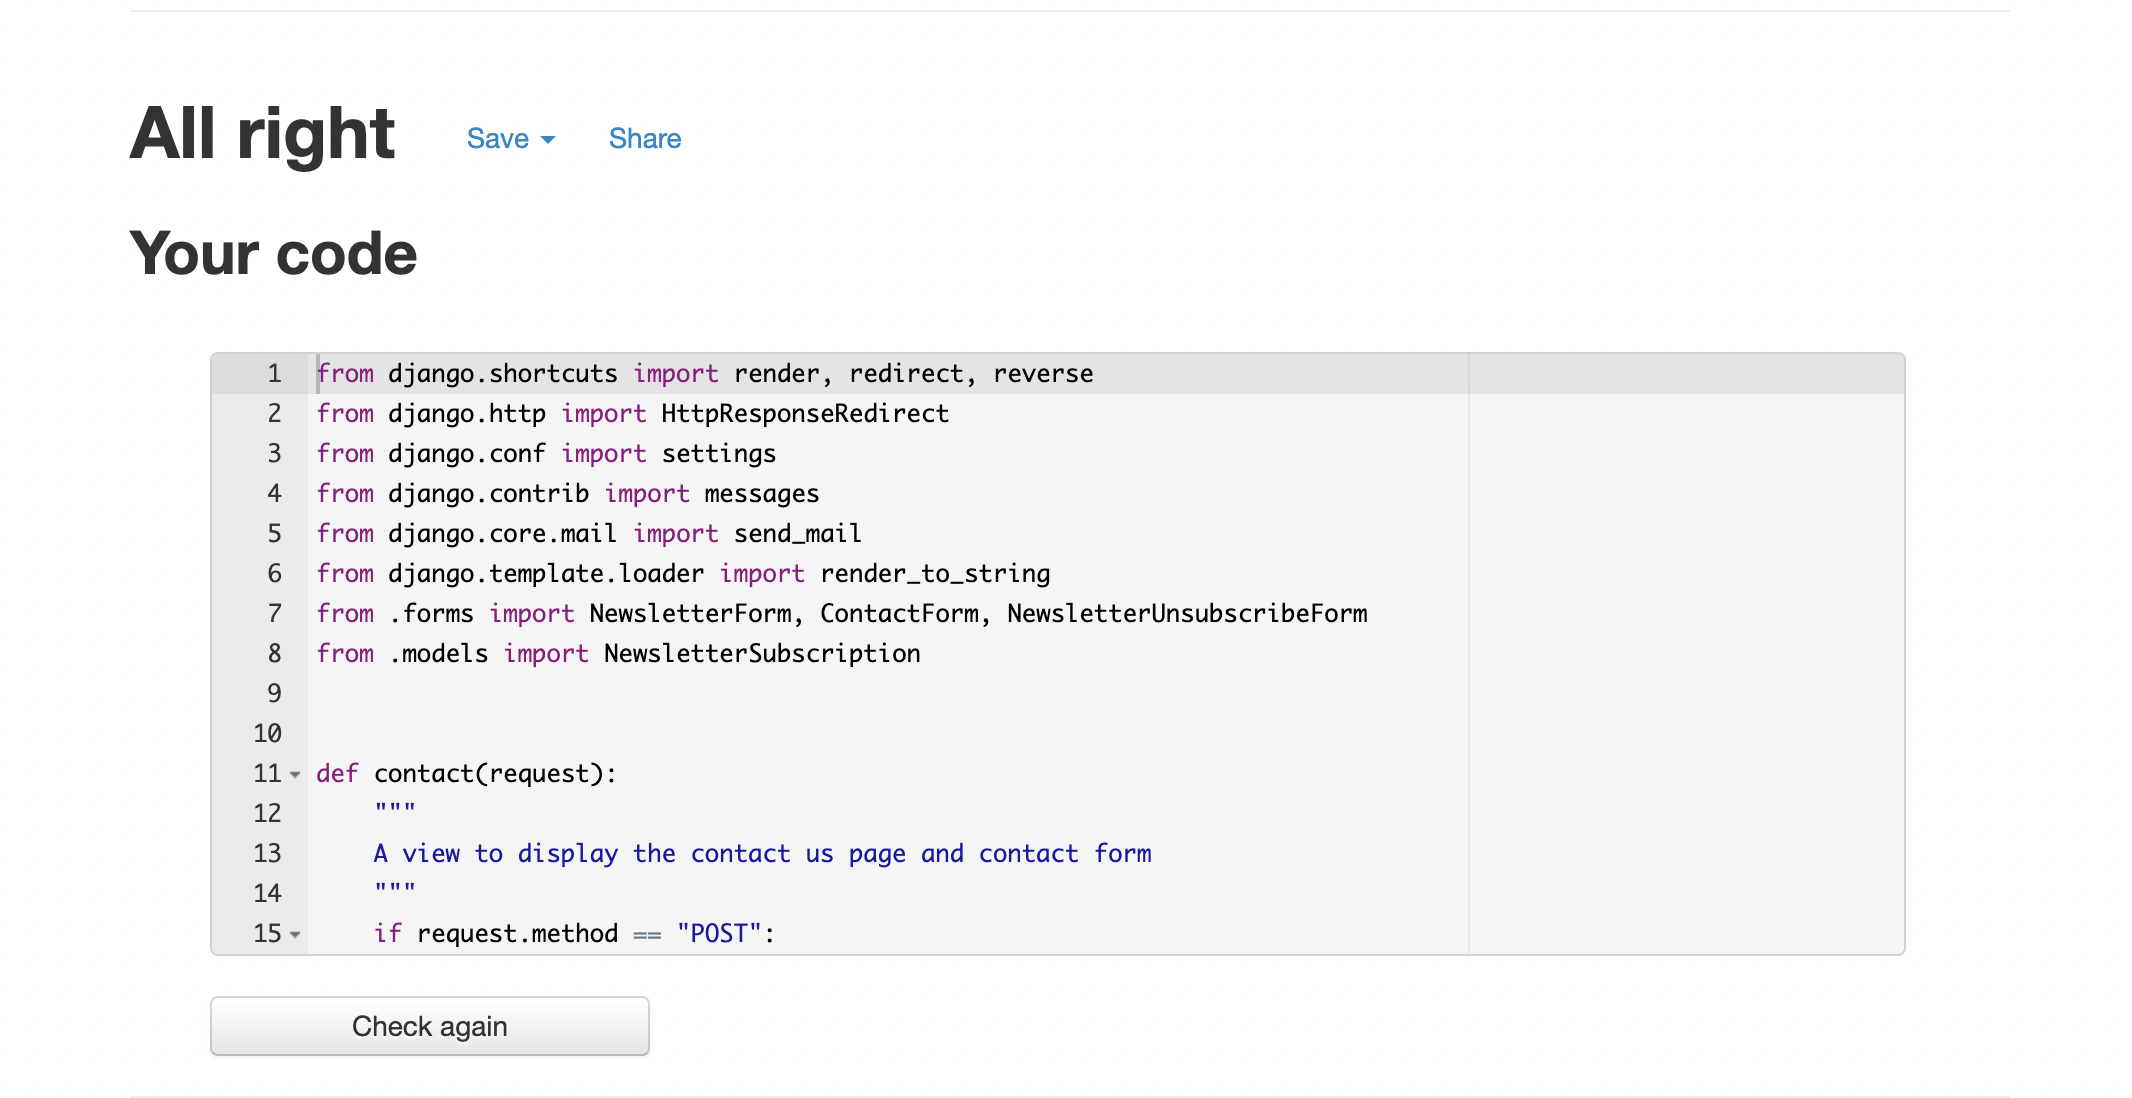 All right Save Share
Your code
1 from django.shortcuts import render, redirect, reverse
2 from django.http import HttpResponseRedirect
3 from django.conf import settings
4 from django.contrib import messages
5 from django.core.mail import send_mail
6 from django.template.loader import render_to_string
7 from .forms import NewsletterForm, ContactForm, NewsletterUnsubscribeForm
8 from .models import NewsletterSubscription
9
10
11 def contact(request):
12     """
13     A view to display the contact us page and contact form
14     """
15     if request.method == "POST":
Check again